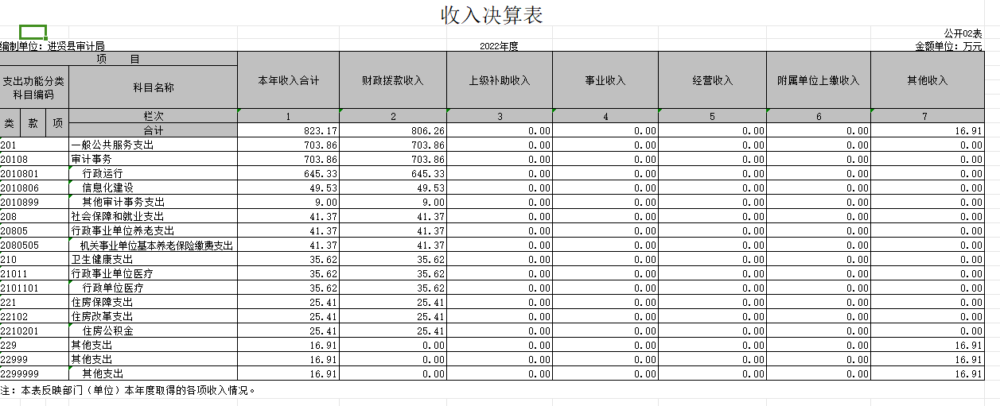 收入决算表
公开02表
编制单位：进贤县审计局 2022年度 金额单位：万元
项 目 本年收入合计 财政拨款收入 上级补助收入 事业收入 经营收入 附属单位上缴收入 其他收入
支出功能分类科目编码 科目名称
类 款 项 栏次 1 2 3 4 5 6 7
合计 823.17 806.26 0.00 0.00 0.00 0.00 16.91
201 一般公共服务支出 703.86 703.86 0.00 0.00 0.00 0.00 0.00
20108 审计事务 703.86 703.86 0.00 0.00 0.00 0.00 0.00
2010801 行政运行 645.33 645.33 0.00 0.00 0.00 0.00 0.00
2010806 信息化建设 49.53 49.53 0.00 0.00 0.00 0.00 0.00
2010899 其他审计事务支出 9.00 9.00 0.00 0.00 0.00 0.00 0.00
208 社会保障和就业支出 41.37 41.37 0.00 0.00 0.00 0.00 0.00
20805 行政事业单位养老支出 41.37 41.37 0.00 0.00 0.00 0.00 0.00
2080505 机关事业单位基本养老保险缴费支出 41.37 41.37 0.00 0.00 0.00 0.00 0.00
210 卫生健康支出 35.62 35.62 0.00 0.00 0.00 0.00 0.00
21011 行政事业单位医疗 35.62 35.62 0.00 0.00 0.00 0.00 0.00
2101101 行政单位医疗 35.62 35.62 0.00 0.00 0.00 0.00 0.00
221 住房保障支出 25.41 25.41 0.00 0.00 0.00 0.00 0.00
22102 住房改革支出 25.41 25.41 0.00 0.00 0.00 0.00 0.00
2210201 住房公积金 25.41 25.41 0.00 0.00 0.00 0.00 0.00
229 其他支出 16.91 0.00 0.00 0.00 0.00 0.00 16.91
22999 其他支出 16.91 0.00 0.00 0.00 0.00 0.00 16.91
2299999 其他支出 16.91 0.00 0.00 0.00 0.00 0.00 16.91
注：本表反映部门（单位）本年度取得的各项收入情况。